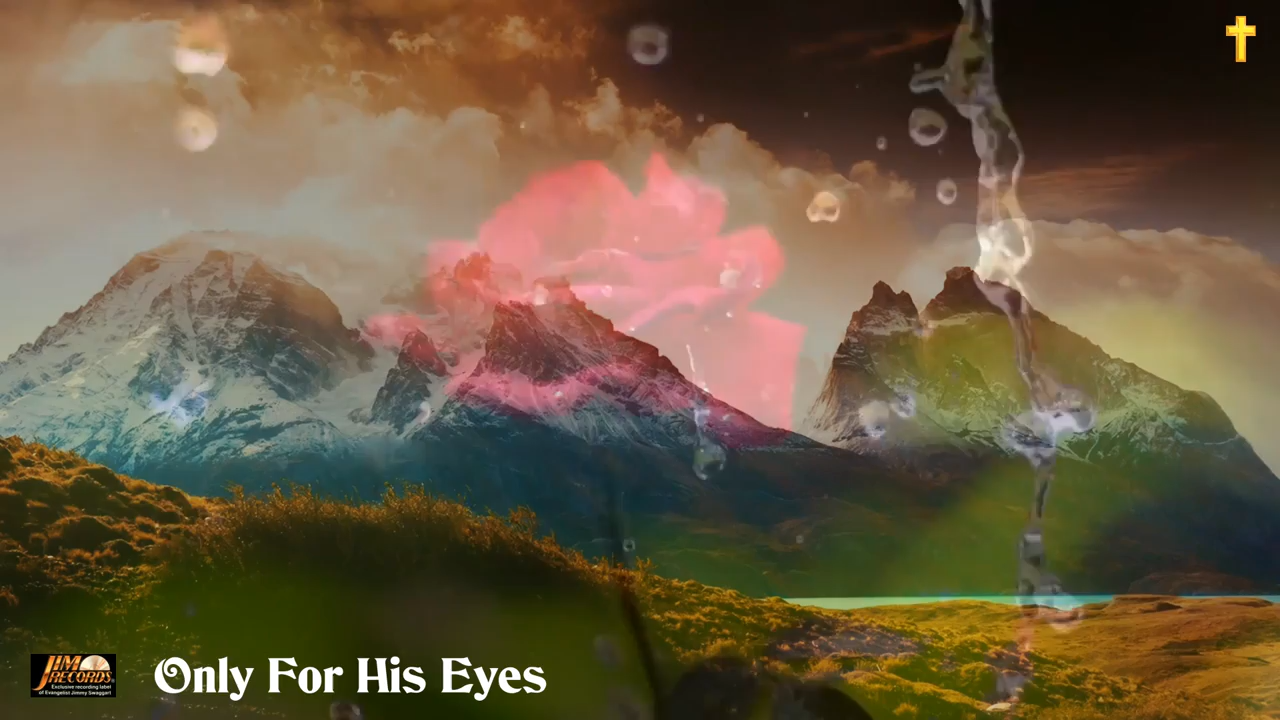 JIM
RECORDS
Exclusive recording label
of Evangelist Jimmy Swaggart
Only For His Eyes